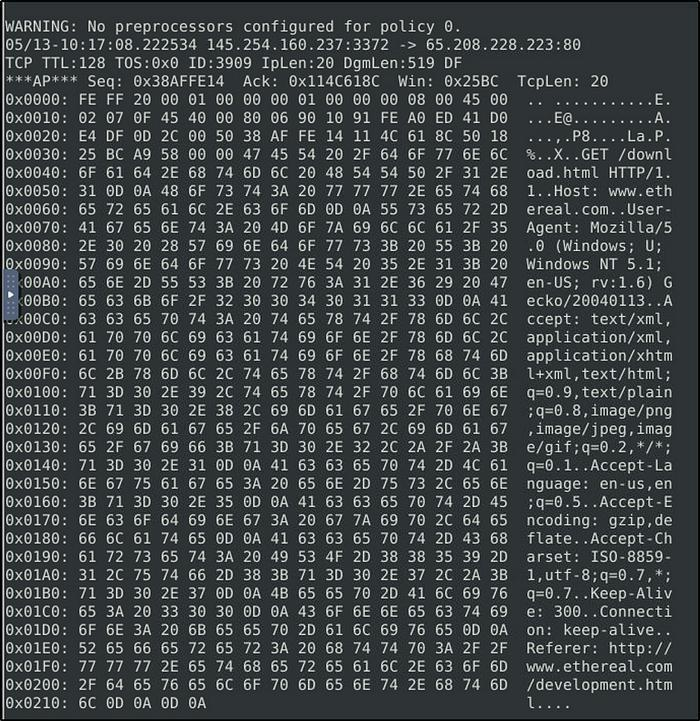 WARNING: No preprocessors configured for policy 0.
05/13-10:17:08.222534 145.254.160.237:3372 -> 65.208.228.223:80
TCP TTL:128 TOS:0x0 ID:3909 IpLen:20 DgmLen:519 DF
***AP*** Seq: 0x38AFFE14  Ack: 0x114C618C  Win: 0x25BC  TcpLen: 20
0x0000: FE FF 20 00 01 00 00 00 01 00 00 00 08 00 45 00  .. ...........E.
0x0010: 02 07 0F 45 40 00 80 06 90 10 91 FE A0 ED 41 D0  ...E@.........A.
0x0020: E4 DF 0D 2C 00 50 38 AF FE 14 11 4C 61 8C 50 18  ...,.P8....La.P.
0x0030: 25 BC A9 58 00 00 47 45 54 20 2F 64 6F 77 6E 6C  %..X..GET /downl
0x0040: 6F 61 64 2E 68 74 6D 6C 20 48 54 54 50 2F 31 2E  oad.html HTTP/1.
0x0050: 31 0D 0A 48 6F 73 74 3A 20 77 77 77 2E 65 74 68  1..Host: www.eth
0x0060: 65 72 65 61 6C 2E 63 6F 6D 0D 0A 55 73 65 72 2D  ereal.com..User-
0x0070: 41 67 65 6E 74 3A 20 4D 6F 7A 69 6C 6C 61 2F 35  Agent: Mozilla/5
0x0080: 2E 30 20 28 57 69 6E 64 6F 77 73 3B 20 55 3B 20  .0 (Windows; U;
0x0090: 57 69 6E 64 6F 77 73 20 4E 54 20 35 2E 31 3B 20  Windows NT 5.1;
00A0: 65 6E 2D 55 53 3B 20 72 76 3A 31 2E 36 29 20 47  en-US; rv:1.6) G
00B0: 65 63 6B 6F 2F 32 30 30 34 30 31 31 33 0D 0A 41  ecko/20040113..A
0x00C0: 63 63 65 70 74 3A 20 74 65 78 74 2F 78 6D 6C 2C  ccept: text/xml,
0x00D0: 61 70 70 6C 69 63 61 74 69 6F 6E 2F 78 6D 6C 2C  application/xml,
0x00E0: 61 70 70 6C 69 63 61 74 69 6F 6E 2F 78 68 74 6D  application/xhtm
0x00F0: 6C 2B 78 6D 6C 2C 74 65 78 74 2F 68 74 6D 6C 3B  l+xml,text/html;
0x0100: 71 3D 30 2E 39 2C 74 65 78 74 2F 70 6C 61 69 6E  q=0.9,text/plain
0x0110: 3B 71 3D 30 2E 38 2C 69 6D 61 67 65 2F 70 6E 67  ;q=0.8,image/png
0x0120: 2C 69 6D 61 67 65 2F 6A 70 65 67 2C 69 6D 61 67  ,image/jpeg,imag
0x0130: 65 2F 67 69 66 3B 71 3D 30 2E 32 2C 2A 2F 2A 3B  e/gif;q=0.2,*/*;
0x0140: 71 3D 30 2E 31 0D 0A 41 63 63 65 70 74 2D 4C 61  q=0.1..Accept-La
0x0150: 6E 67 75 61 67 65 3A 20 65 6E 2D 75 73 2C 65 6E  nguage: en-us,en
0x0160: 3B 71 3D 30 2E 35 0D 0A 41 63 63 65 70 74 2D 45  ;q=0.5..Accept-E
0x0170: 6E 63 6F 64 69 6E 67 3A 20 67 7A 69 70 2C 64 65  ncoding: gzip,de
0x0180: 66 6C 61 74 65 0D 0A 41 63 63 65 70 74 2D 43 68  flate..Accept-Ch
0x0190: 61 72 73 65 74 3A 20 49 53 4F 2D 38 38 35 39 2D  arset: ISO-8859-
0x01A0: 31 2C 75 74 66 2D 38 3B 71 3D 30 2E 37 2C 2A 3B  1,utf-8;q=0.7,*;
0x01B0: 71 3D 30 2E 37 0D 0A 4B 65 65 70 2D 41 6C 69 76  q=0.7..Keep-Aliv
0x01C0: 65 3A 20 33 30 30 0D 0A 43 6F 6E 6E 65 63 74 69  e: 300..Connecti
0x01D0: 6F 6E 3A 20 6B 65 65 70 2D 61 6C 69 76 65 0D 0A  on: keep-alive..
0x01E0: 52 65 66 65 72 65 72 3A 20 68 74 74 70 3A 2F 2F  Referer: http://
0x01F0: 77 77 77 2E 65 74 68 65 72 65 61 6C 2E 63 6F 6D  www.ethereal.com
0x0200: 2F 64 65 76 65 6C 6F 70 6D 65 6E 74 2E 68 74 6D  /development.htm
0x0210: 6C 0D 0A 0D 0A  l....